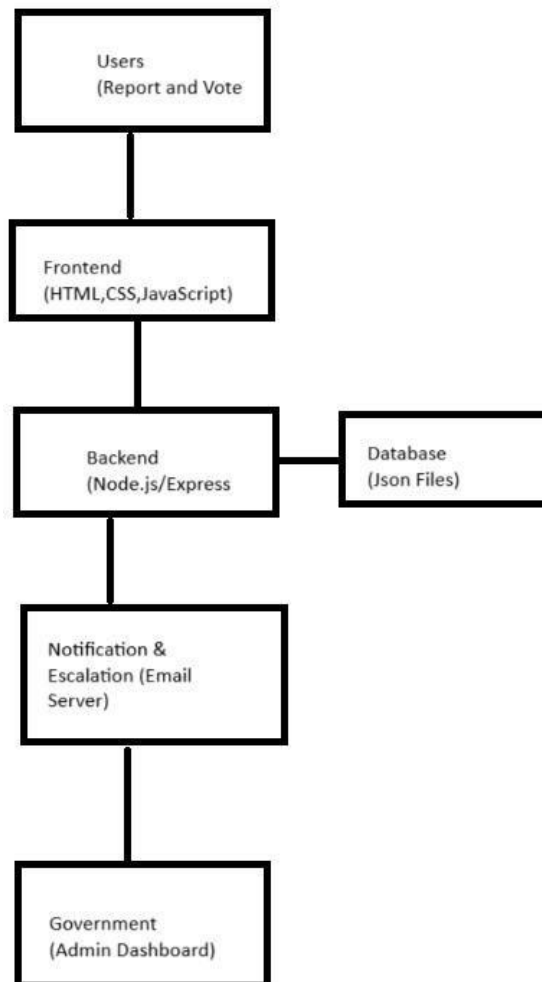 Users
(Report and Vote
Frontend
(HTML,CSS,JavaScript)
Backend
(Node.js/Express
Database
(Json Files)
Notification &
Escalation (Email
Server)
Government
(Admin Dashboard)